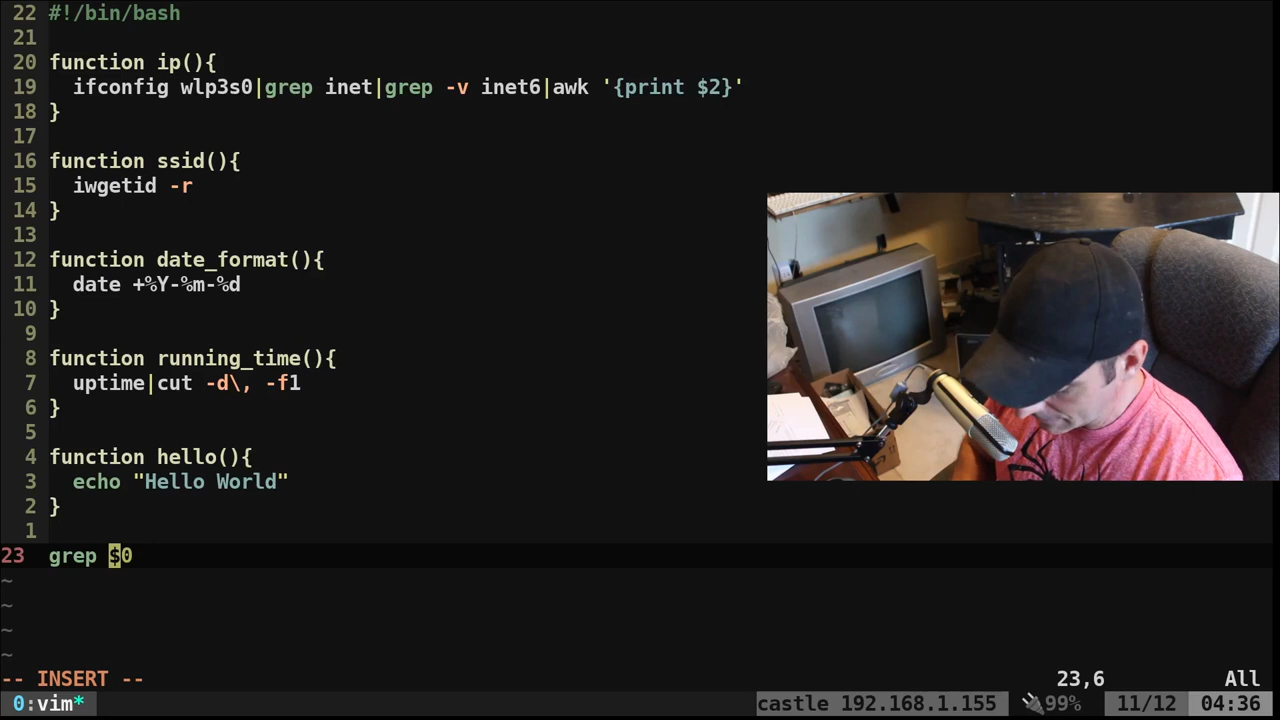 22 #!/bin/bash
21
20 function ip(){
19   ifconfig wlp3s0|grep inet|grep -v inet6|awk '{print $2}'
18 }
17
16 function ssid(){
15   iwgetid -r
14 }
13
12 function date_format(){
11   date +%Y-%m-%d
10 }
9
8 function running_time(){
7   uptime|cut -d\, -f1
6 }
5
4 function hello(){
3   echo "Hello World"
2 }
1
23  grep $0
~
~
~
~
-- INSERT -- 23,6 All
0:vim* castle 192.168.1.155 99% 11/12 04:36